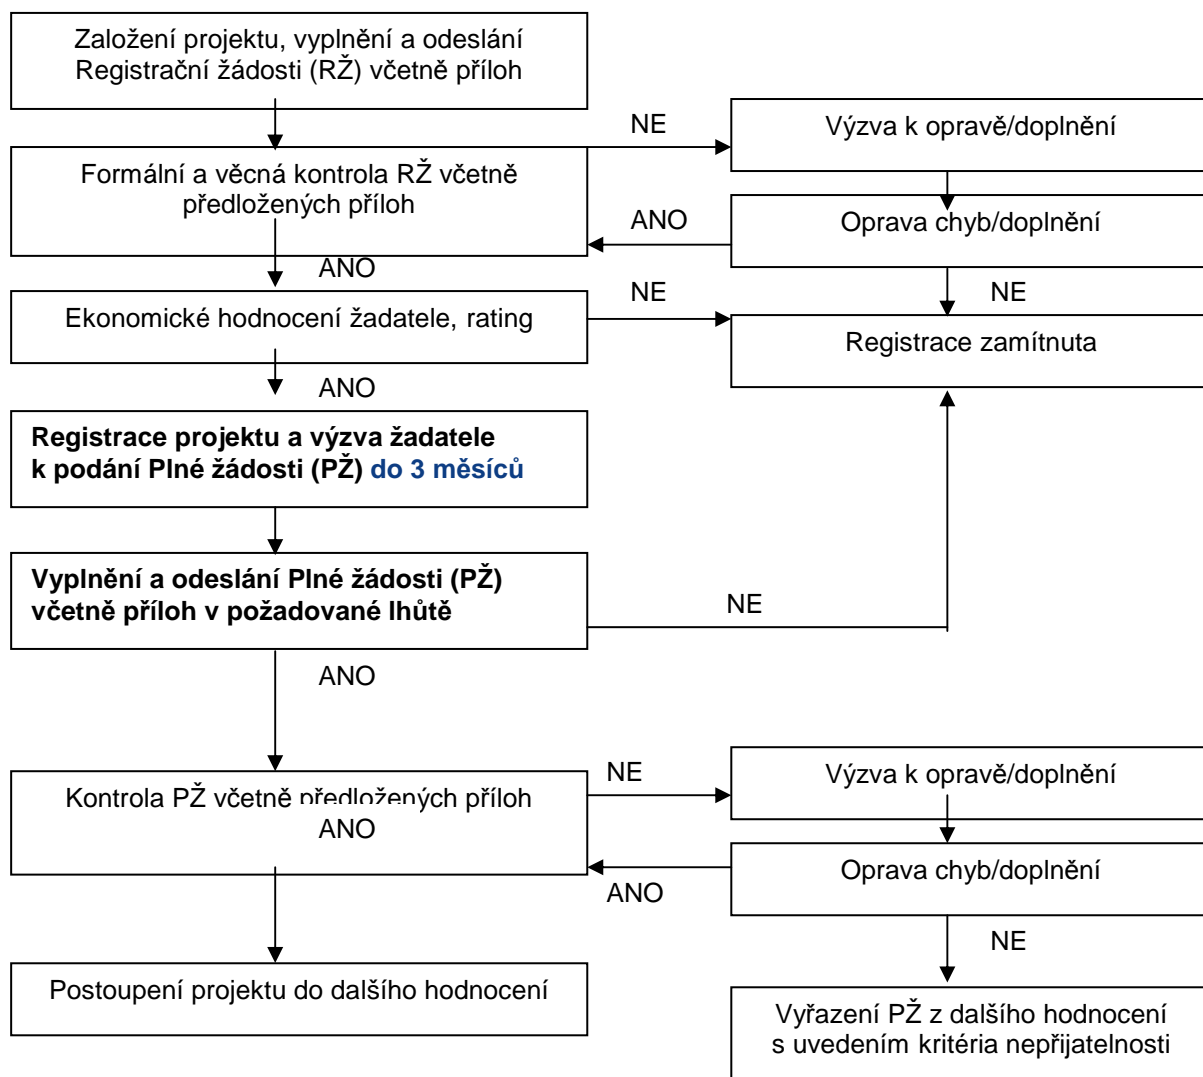 Založení projektu, vyplnění a odeslání
Registrační žádosti (RŽ) včetně příloh
NE
Výzva k opravě/doplnění
Formální a věcná kontrola RŽ včetně
předložených příloh
ANO
Oprava chyb/doplnění
ANO
NE
NE
Ekonomické hodnocení žadatele, rating
Registrace zamítnuta
ANO
Registrace projektu a výzva žadatele
k podání Plné žádosti (PŽ) do 3 měsíců
Vyplnění a odeslání Plné žádosti (PŽ)
včetně příloh v požadované lhůtě
NE
ANO
NE
Výzva k opravě/doplnění
Kontrola PŽ včetně předložených příloh
ANO
Oprava chyb/doplnění
ANO
NE
Postoupení projektu do dalšího hodnocení
Vyřazení PŽ z dalšího hodnocení
s uvedením kritéria nepřijatelnosti